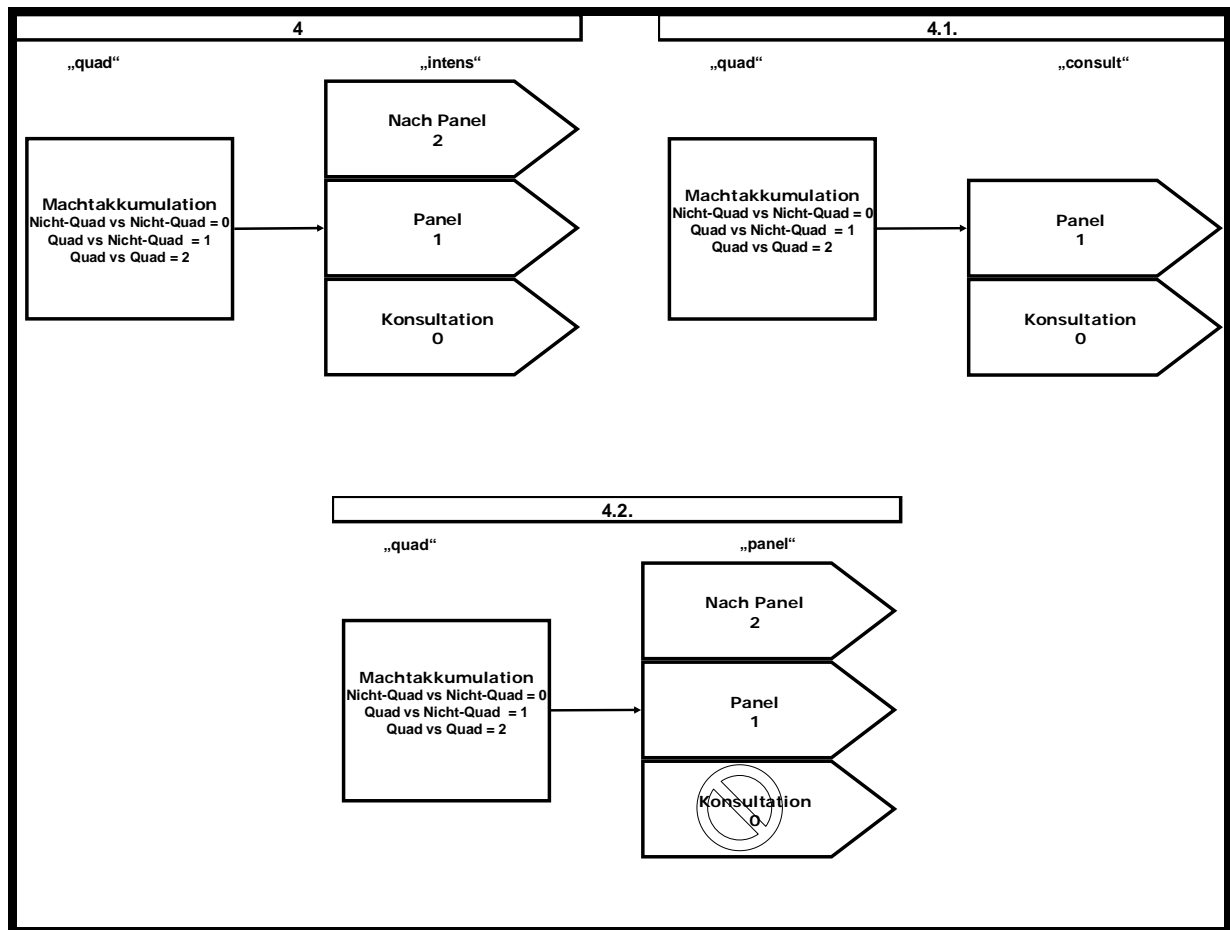 4
„quad“ „intens“
Nach Panel
2
Machtakkumulation
Nicht-Quad vs Nicht-Quad = 0
Quad vs Nicht-Quad = 1
Quad vs Quad = 2
Panel
1
Konsultation
0
4.1.
„quad“ „consult“
Machtakkumulation
Nicht-Quad vs Nicht-Quad = 0
Quad vs Nicht-Quad = 1
Quad vs Quad = 2
Panel
1
Konsultation
0
4.2.
„quad“ „panel“
Nach Panel
2
Machtakkumulation
Nicht-Quad vs Nicht-Quad = 0
Quad vs Nicht-Quad = 1
Quad vs Quad = 2
Panel
1
Konsultation
0